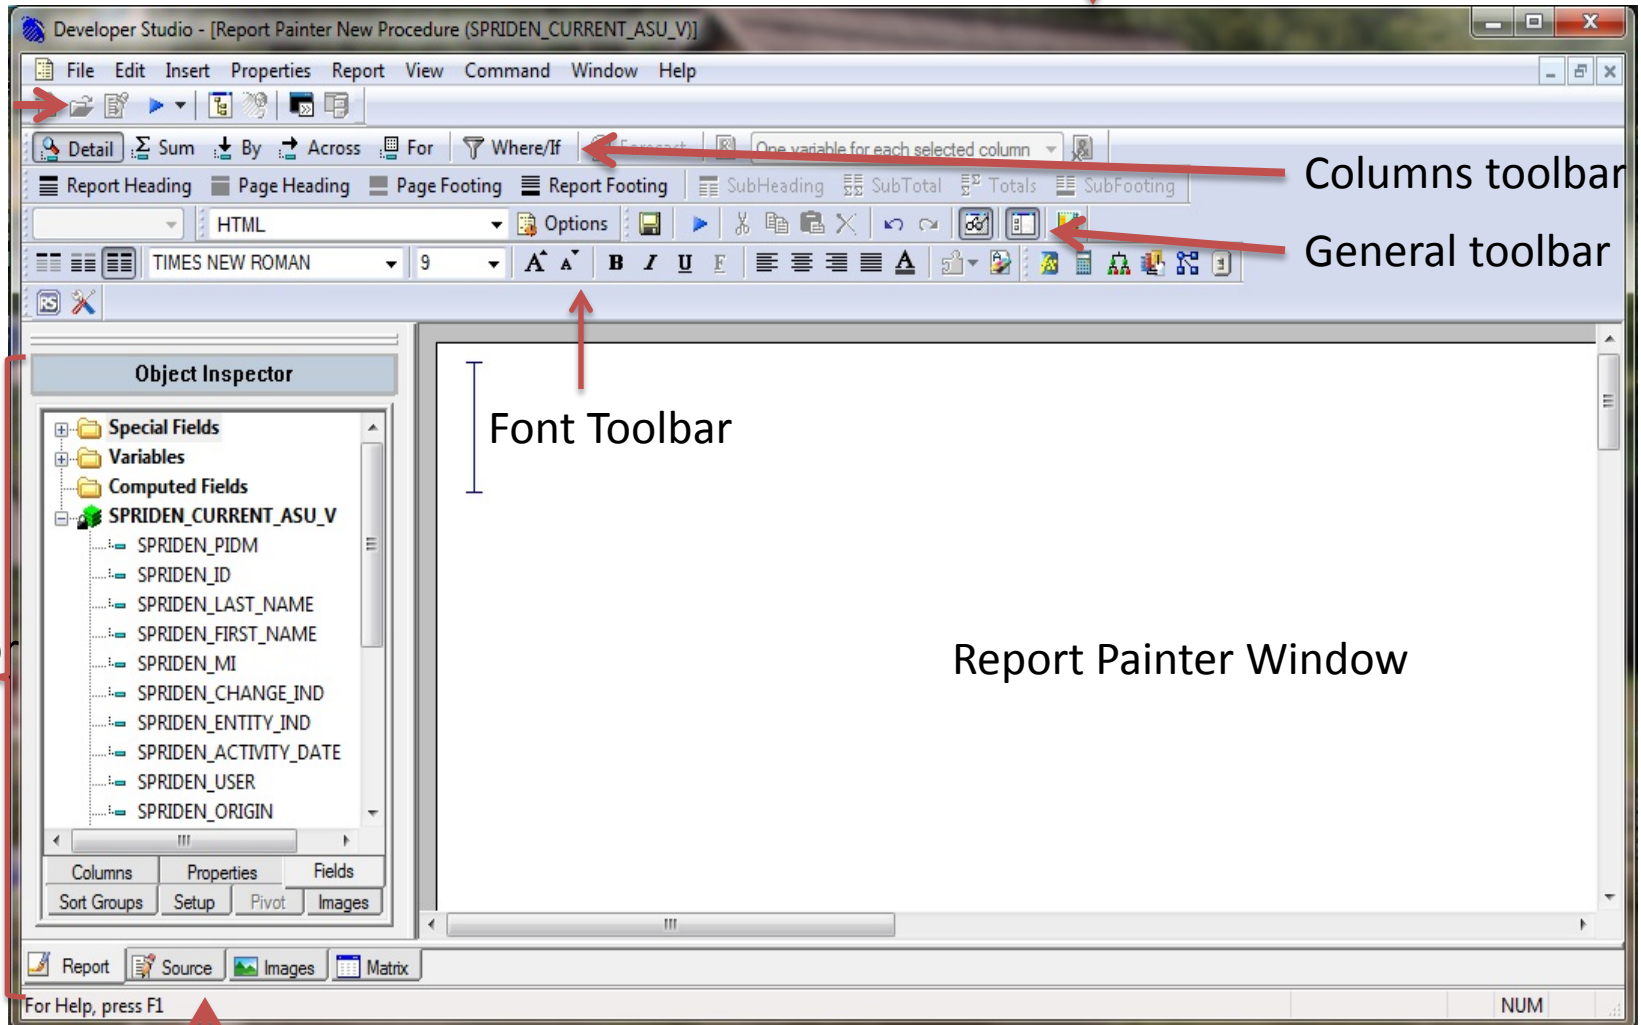 Developer Studio - [Report Painter New Procedure (SPRIDEN_CURRENT_ASU_V)]
File Edit Insert Properties Report View Command Window Help
Detail Sum By Across For Where/If Forecast One variable for each selected column
Columns toolbar
Report Heading Page Heading Page Footing Report Footing SubHeading SubTotal Totals SubFooting
HTML Options
General toolbar
TIMES NEW ROMAN 9 A A B I U F A
RS
Object Inspector
Font Toolbar
Special Fields
Variables
Computed Fields
SPRIDEN_CURRENT_ASU_V
SPRIDEN_PIDM
SPRIDEN_ID
SPRIDEN_LAST_NAME
SPRIDEN_FIRST_NAME
SPRIDEN_MI
SPRIDEN_CHANGE_IND
SPRIDEN_ENTITY_IND
SPRIDEN_ACTIVITY_DATE
SPRIDEN_USER
SPRIDEN_ORIGIN
Report Painter Window
Columns Properties Fields
Sort Groups Setup Pivot Images
Report Source Images Matrix
For Help, press F1 NUM